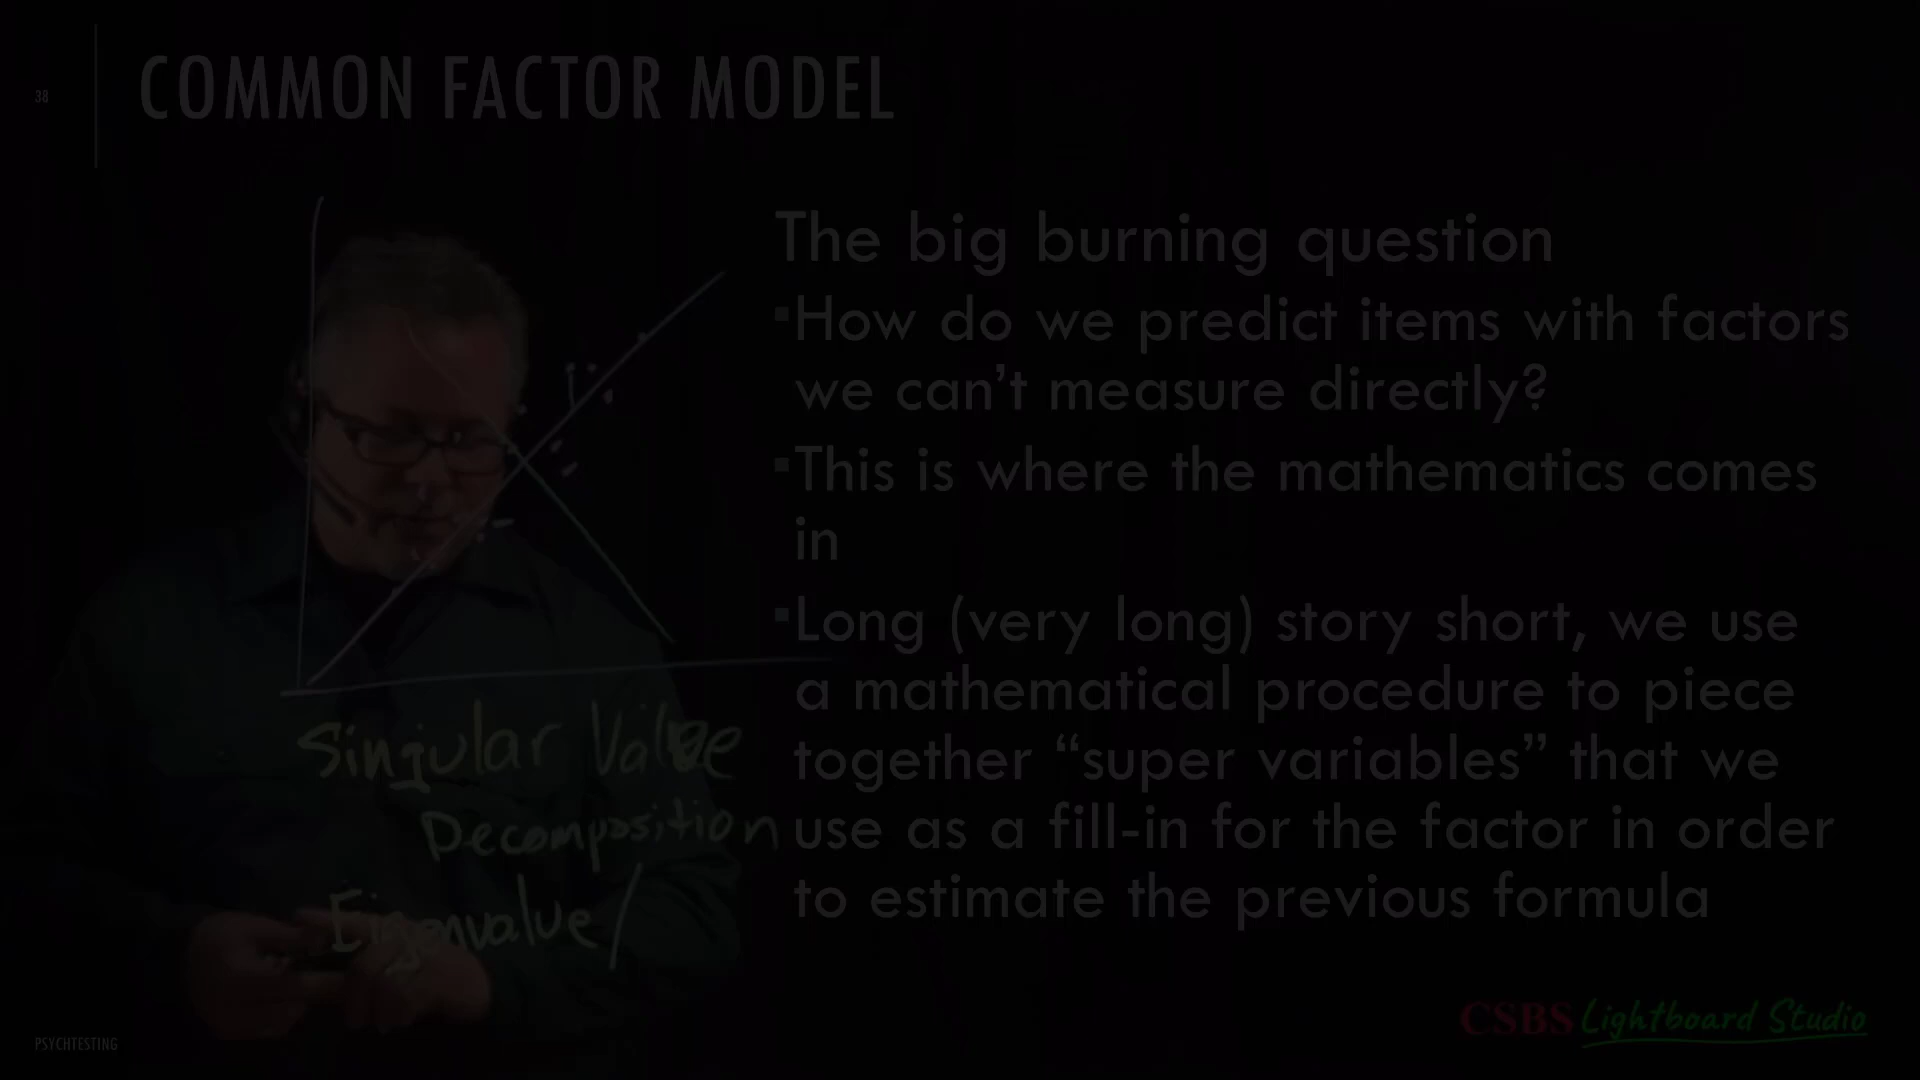 38
COMMON FACTOR MODEL
The big burning question
▪How do we predict items with factors
we can’t measure directly?
▪This is where the mathematics comes
in
▪Long (very long) story short, we use
a mathematical procedure to piece
together “super variables” that we
use as a fill-in for the factor in order
to estimate the previous formula
Singular Value
Decomposition
Eigenvalue/
CSBS Lightboard Studio
PSYCHTESTING